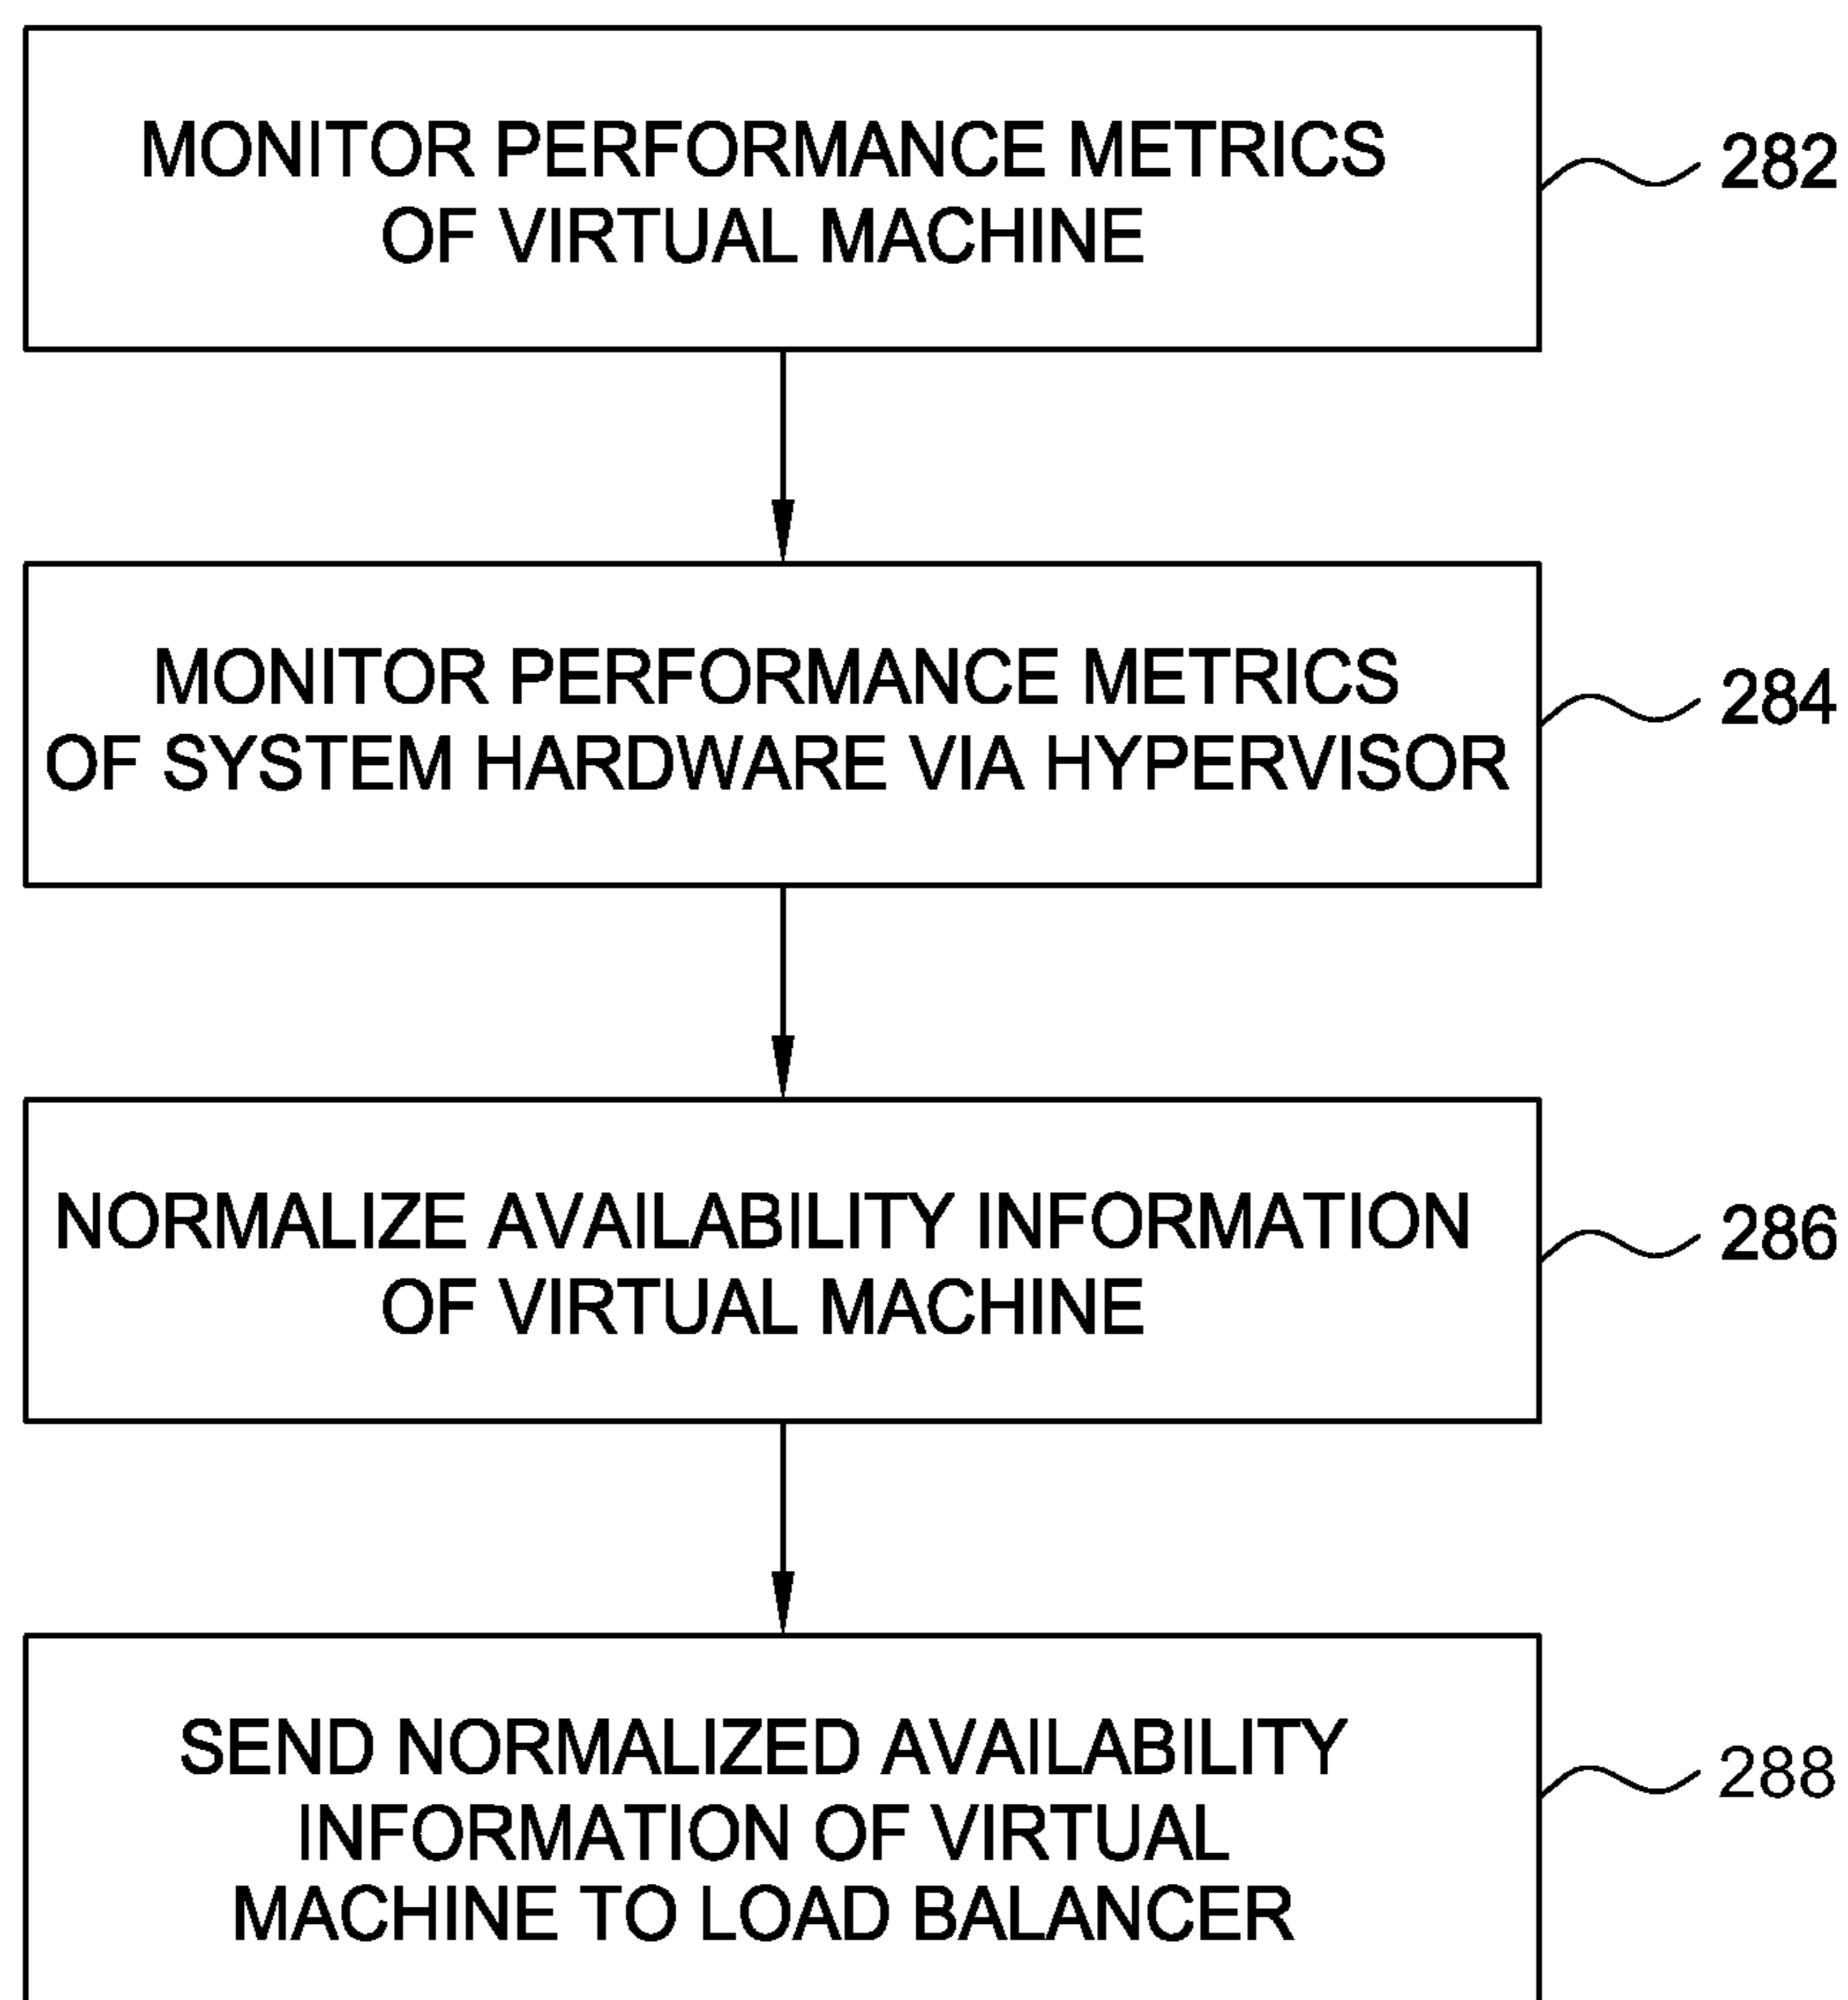 MONITOR PERFORMANCE METRICS
OF VIRTUAL MACHINE
282
MONITOR PERFORMANCE METRICS
OF SYSTEM HARDWARE VIA HYPERVISOR
284
NORMALIZE AVAILABILITY INFORMATION
OF VIRTUAL MACHINE
286
SEND NORMALIZED AVAILABILITY
INFORMATION OF VIRTUAL
MACHINE TO LOAD BALANCER
288